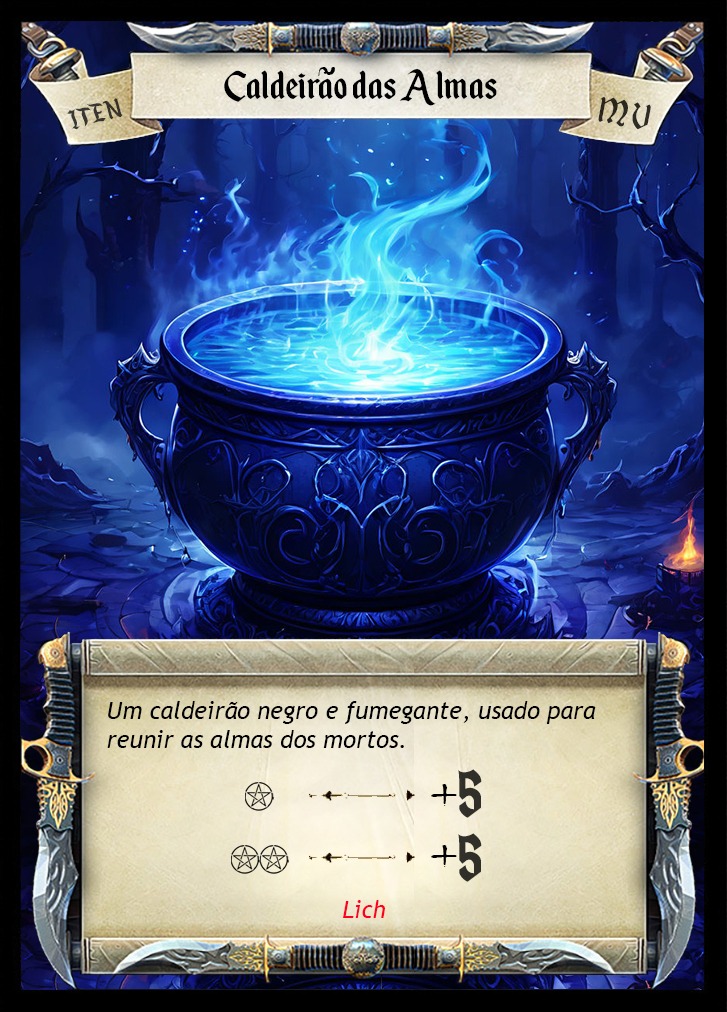 Caldeirão das Almas
ITEN
MU
Um caldeirão negro e fumegante, usado para
reunir as almas dos mortos.
+5
+5
Lich